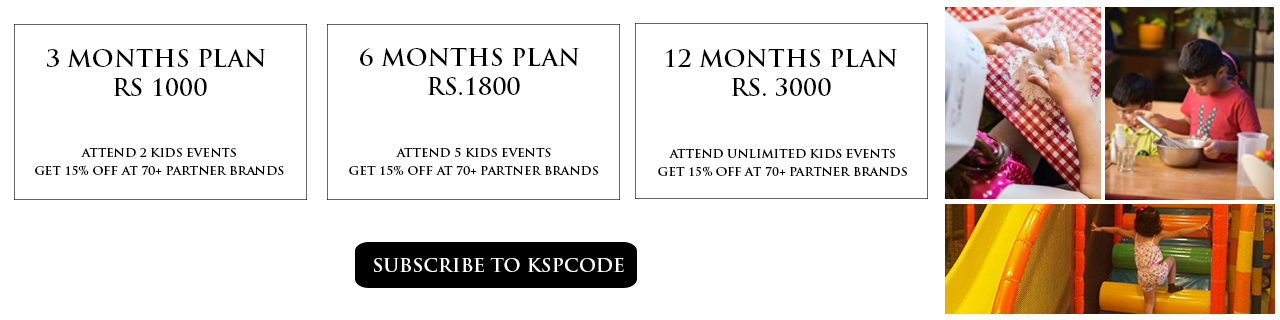 3 MONTHS PLAN
RS 1000
ATTEND 2 KIDS EVENTS
GET 15% OFF AT 70+ PARTNER BRANDS
6 MONTHS PLAN
RS.1800
ATTEND 5 KIDS EVENTS
GET 15% OFF AT 70+ PARTNER BRANDS
12 MONTHS PLAN
RS. 3000
ATTEND UNLIMITED KIDS EVENTS
GET 15% OFF AT 70+ PARTNER BRANDS
SUBSCRIBE TO KSPCODE